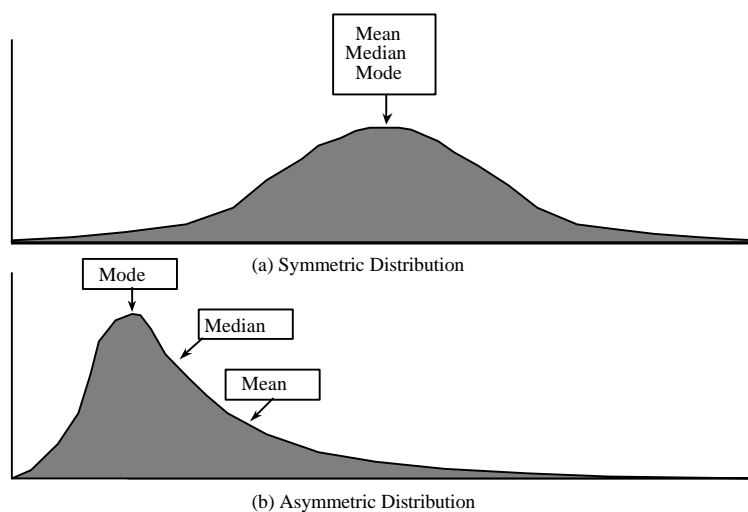 Mean
Median
Mode
(a) Symmetric Distribution
Mode
Median
Mean
(b) Asymmetric Distribution